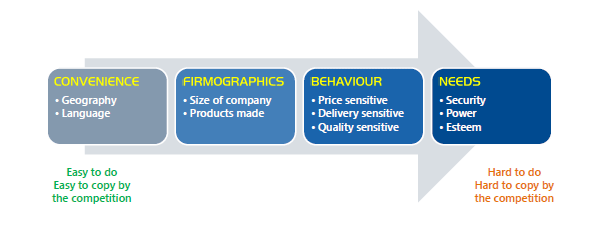 CONVENIENCE
• Geography
• Language
FIRMOGRAPHICS
• Size of company
• Products made
BEHAVIOUR
• Price sensitive
• Delivery sensitive
• Quality sensitive
NEEDS
• Security
• Power
• Esteem
Easy to do
Easy to copy by
the competition
Hard to do
Hard to copy by
the competition